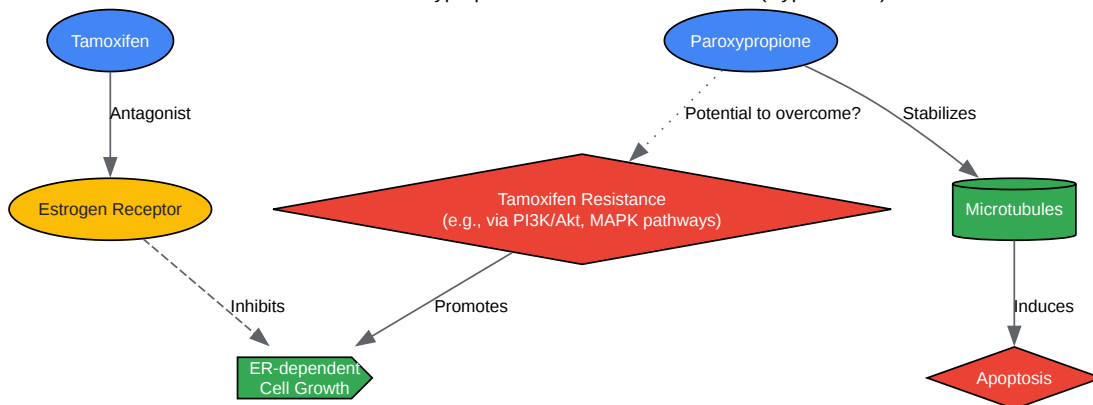 Tamoxifen
Paroxypropione
Antagonist
Potential to overcome?
Stabilizes
Estrogen Receptor
Tamoxifen Resistance
(e.g., via PI3K/Akt, MAPK pathways)
Microtubules
Inhibits
Promotes
Induces
ER-dependent
Cell Growth
Apoptosis